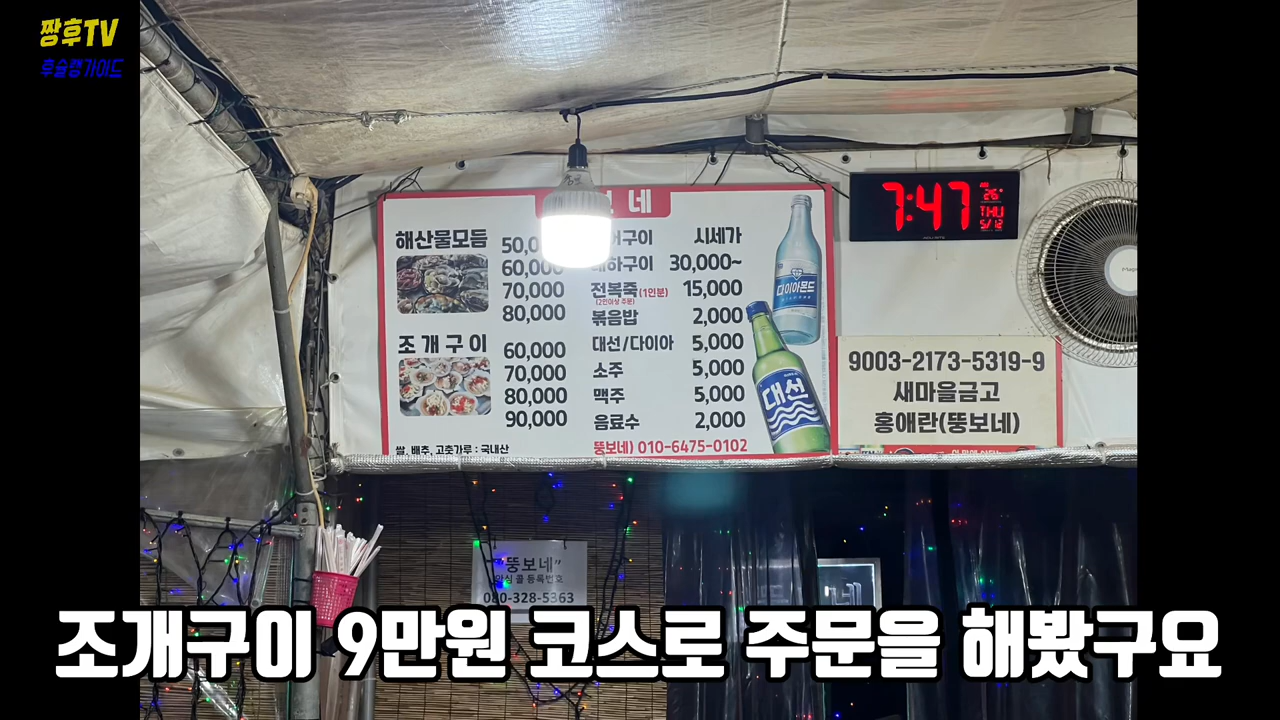 짱후TV
후슐랭가이드
네
해산물모듬
60,000
70,000
80,000
조개구이
60,000
70,000
80,000
90,000
구이 시세가
하구이 30,000~
전복죽(1인분) 15,000
(2인이상 주문)
볶음밥 2,000
대선/다이아 5,000
소주 5,000
맥주 5,000
음료수 2,000
쌀, 배추, 고춧가루 : 국내산
뚱보네) 010-6475-0102
다이아몬드
대선
7:47
26°
THU
5/12
9003-2173-5319-9
새마을금고
홍애란(뚱보네)
"뚱보네"
안심 콜 등록번호
080-328-5363
조개구이 9만원 코스로 주문을 해봤구요